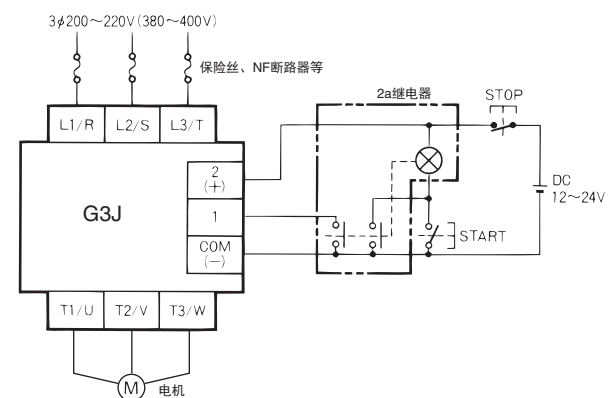 3φ200～220V(380～400V)
保险丝、NF断路器等
2a继电器
STOP
L1/R
L2/S
L3/T
2
(+)
DC
12～24V
G3J
1
START
COM
(-)
T1/U
T2/V
T3/W
M
电机